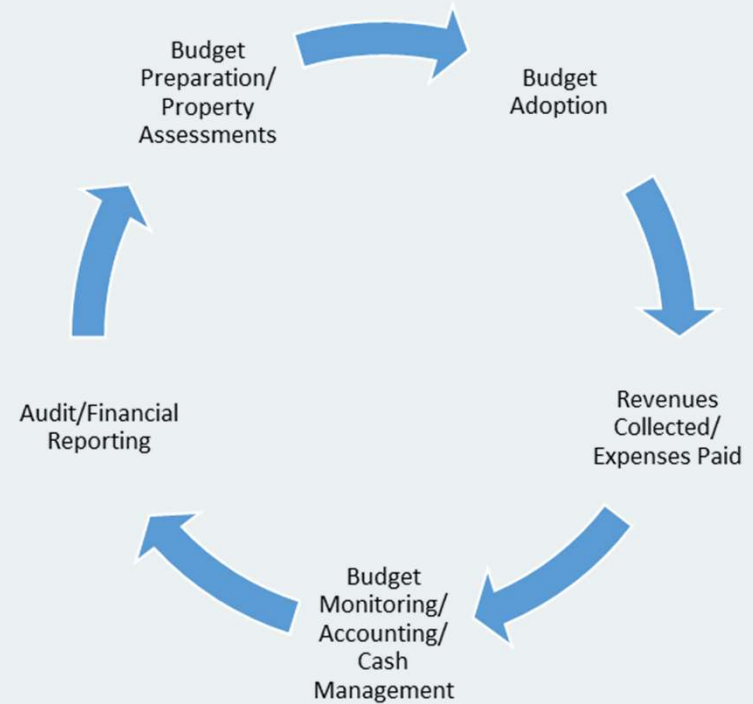 Budget
Preparation/
Property
Assessments
Budget
Adoption
Revenues
Collected/
Expenses Paid
Budget
Monitoring/
Accounting/
Cash
Management
Audit/Financial
Reporting